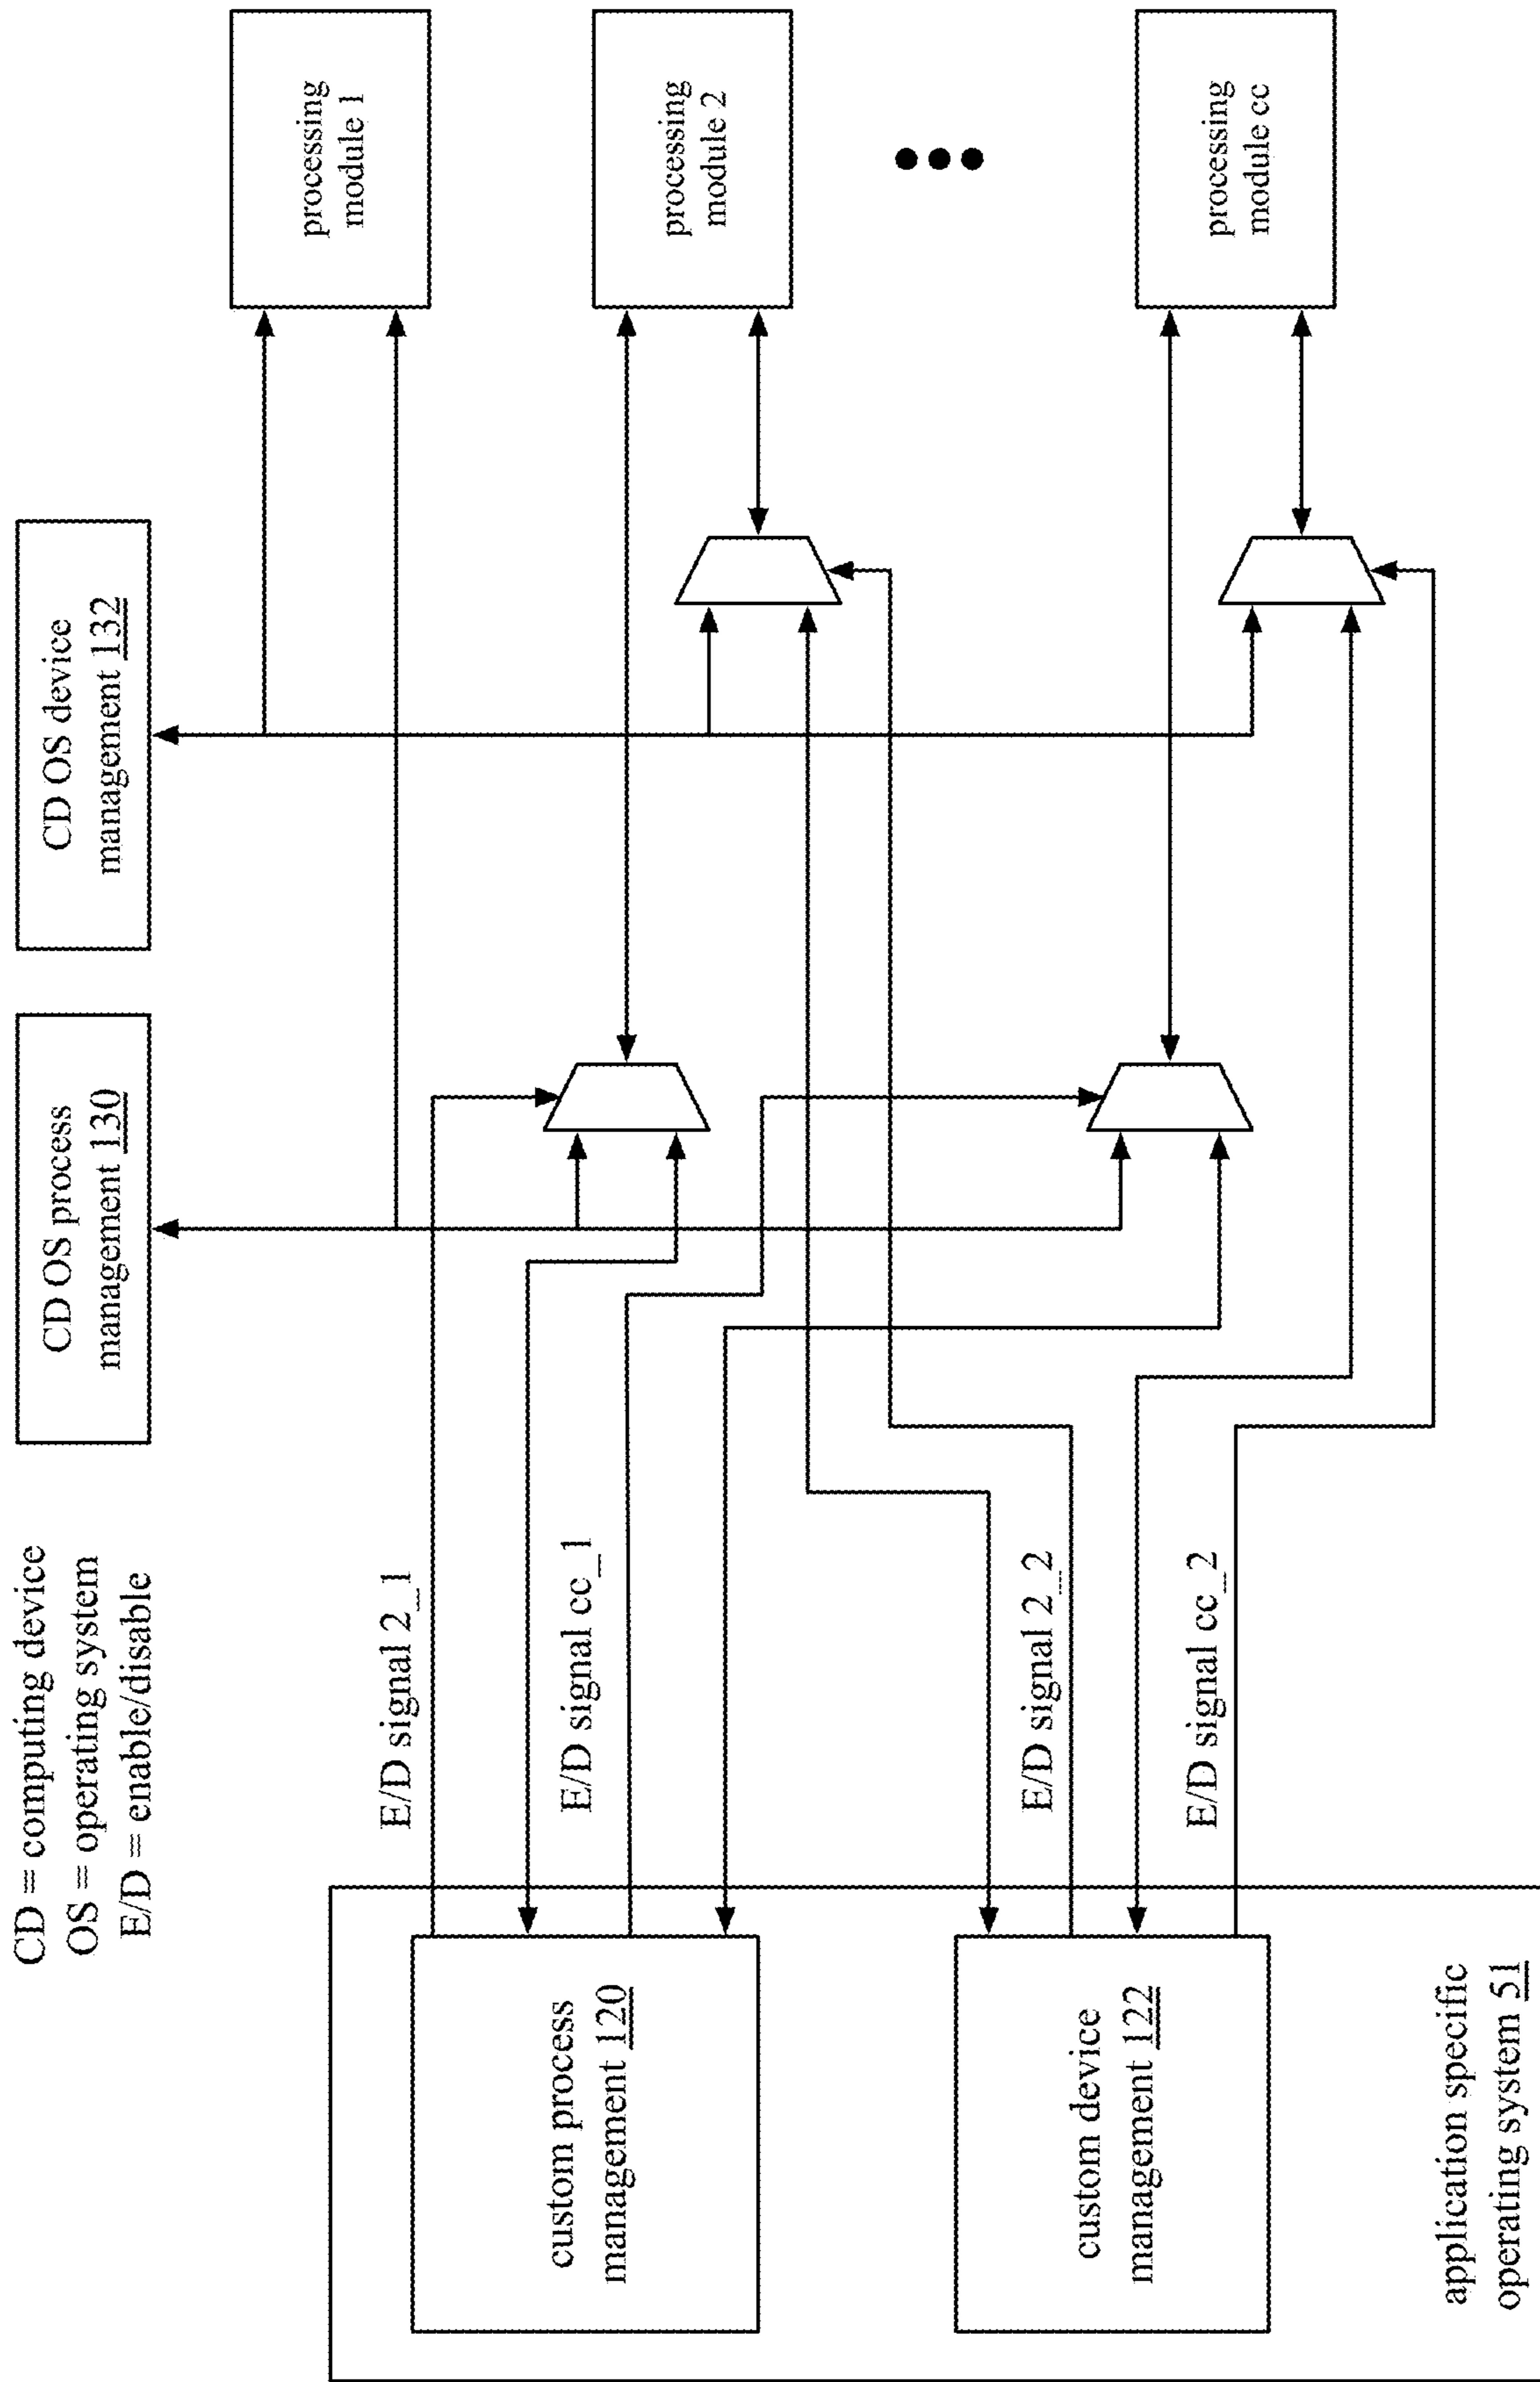 CD = computing device
OS = operating system
E/D = enable/disable
CD OS process
management 130
CD OS device
management 132
processing
module 1
E/D signal 2_1
custom process
management 120
E/D signal cc_1
processing
module 2
custom device
management 122
E/D signal 2_2
E/D signal cc_2
processing
module cc
application specific
operating system 51